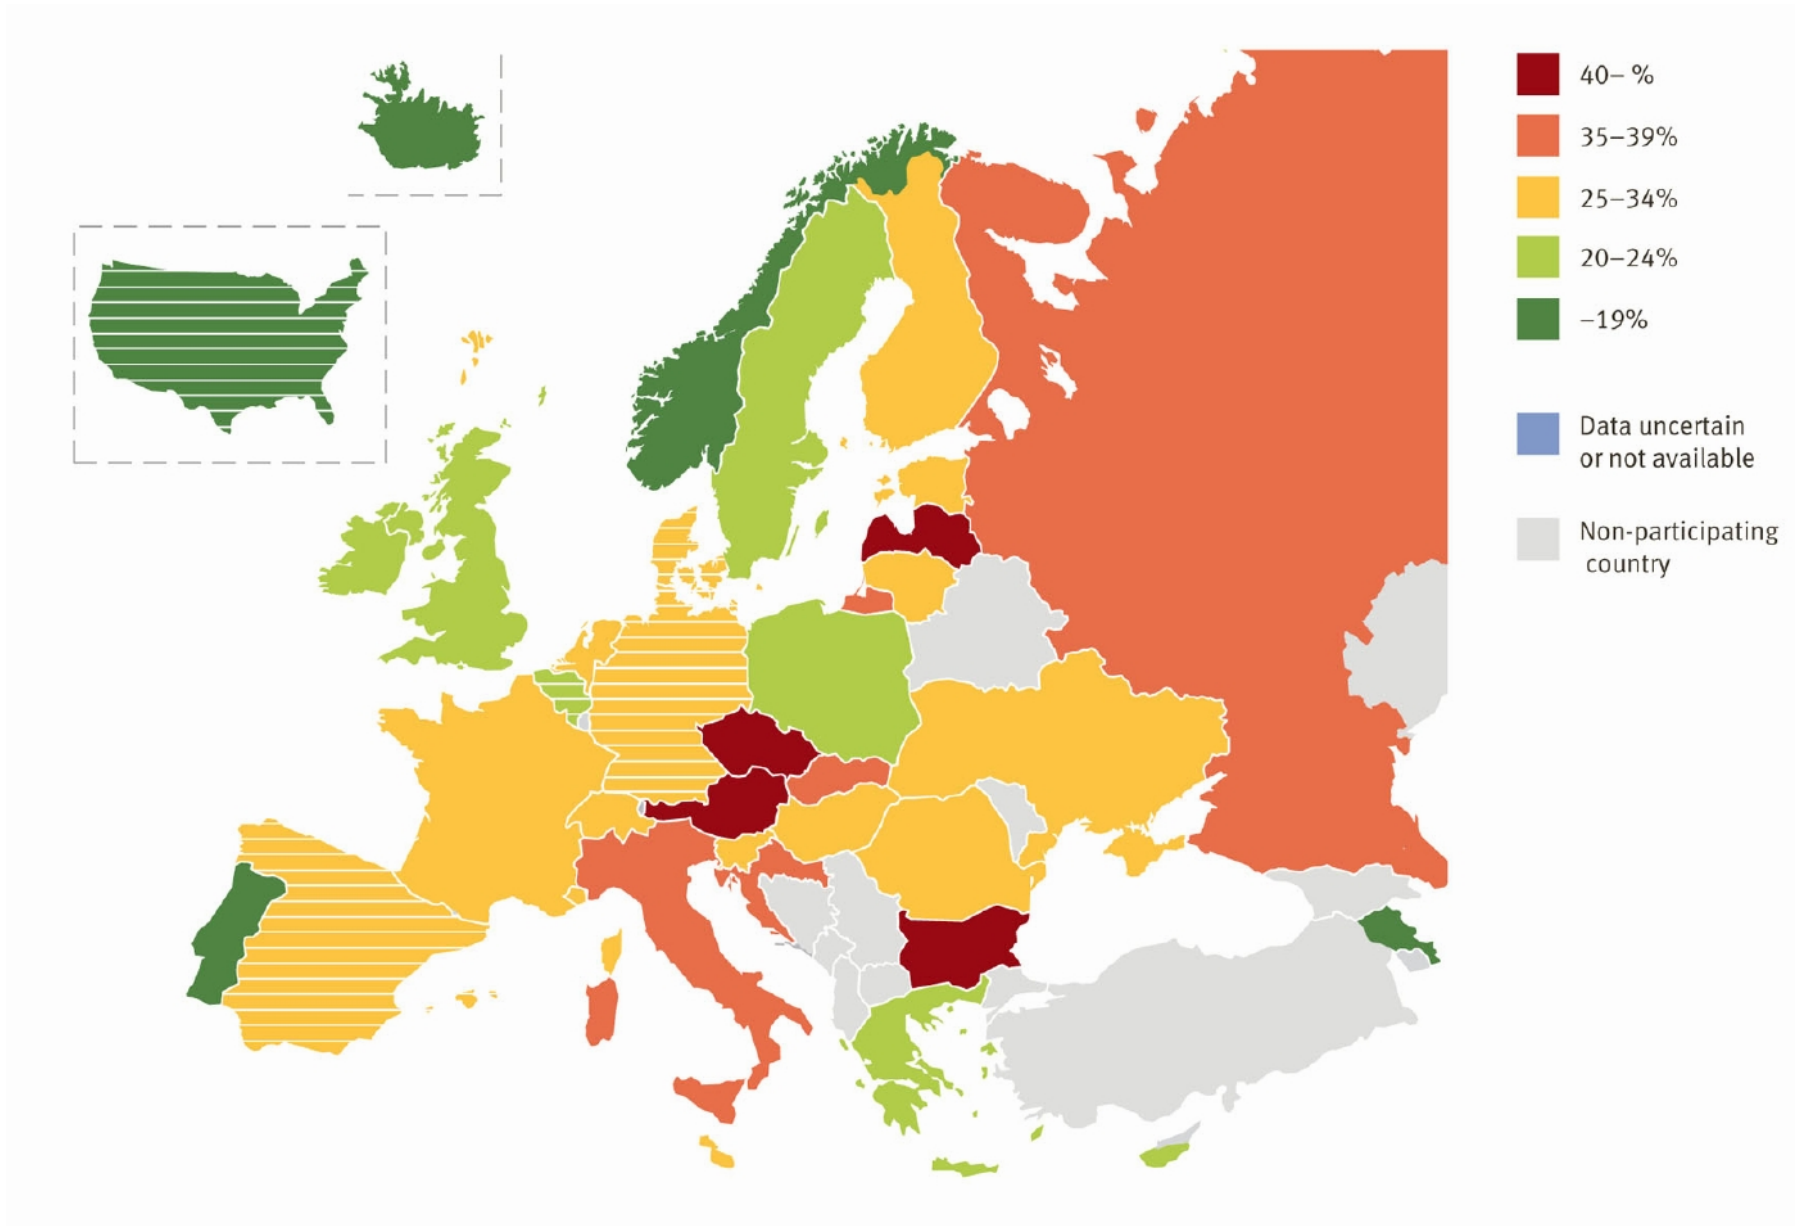 40– %
35–39%
25–34%
20–24%
–19%
Data uncertain
or not available
Non-participating
country